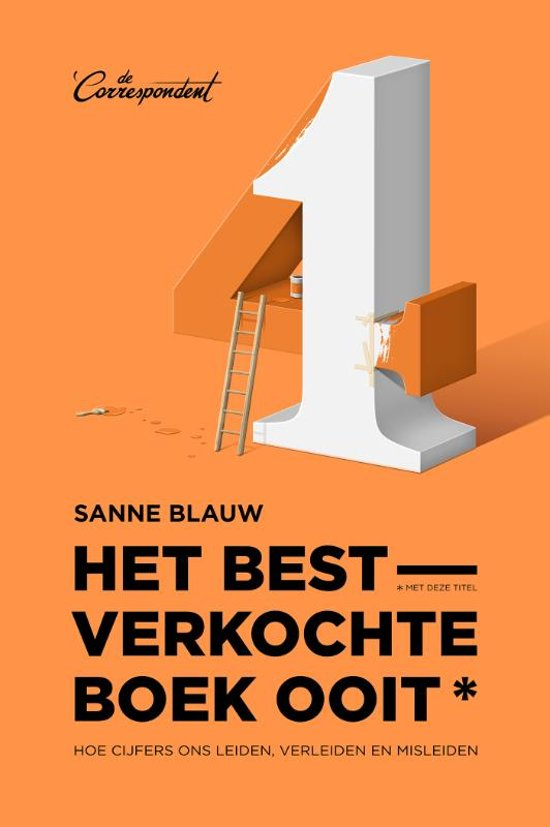 de
Correspondent
1
SANNE BLAUW
HET BEST—
* MET DEZE TITEL
VERKOCHTE
BOEK OOIT*
HOE CIJFERS ONS LEIDEN, VERLEIDEN EN MISLEIDEN